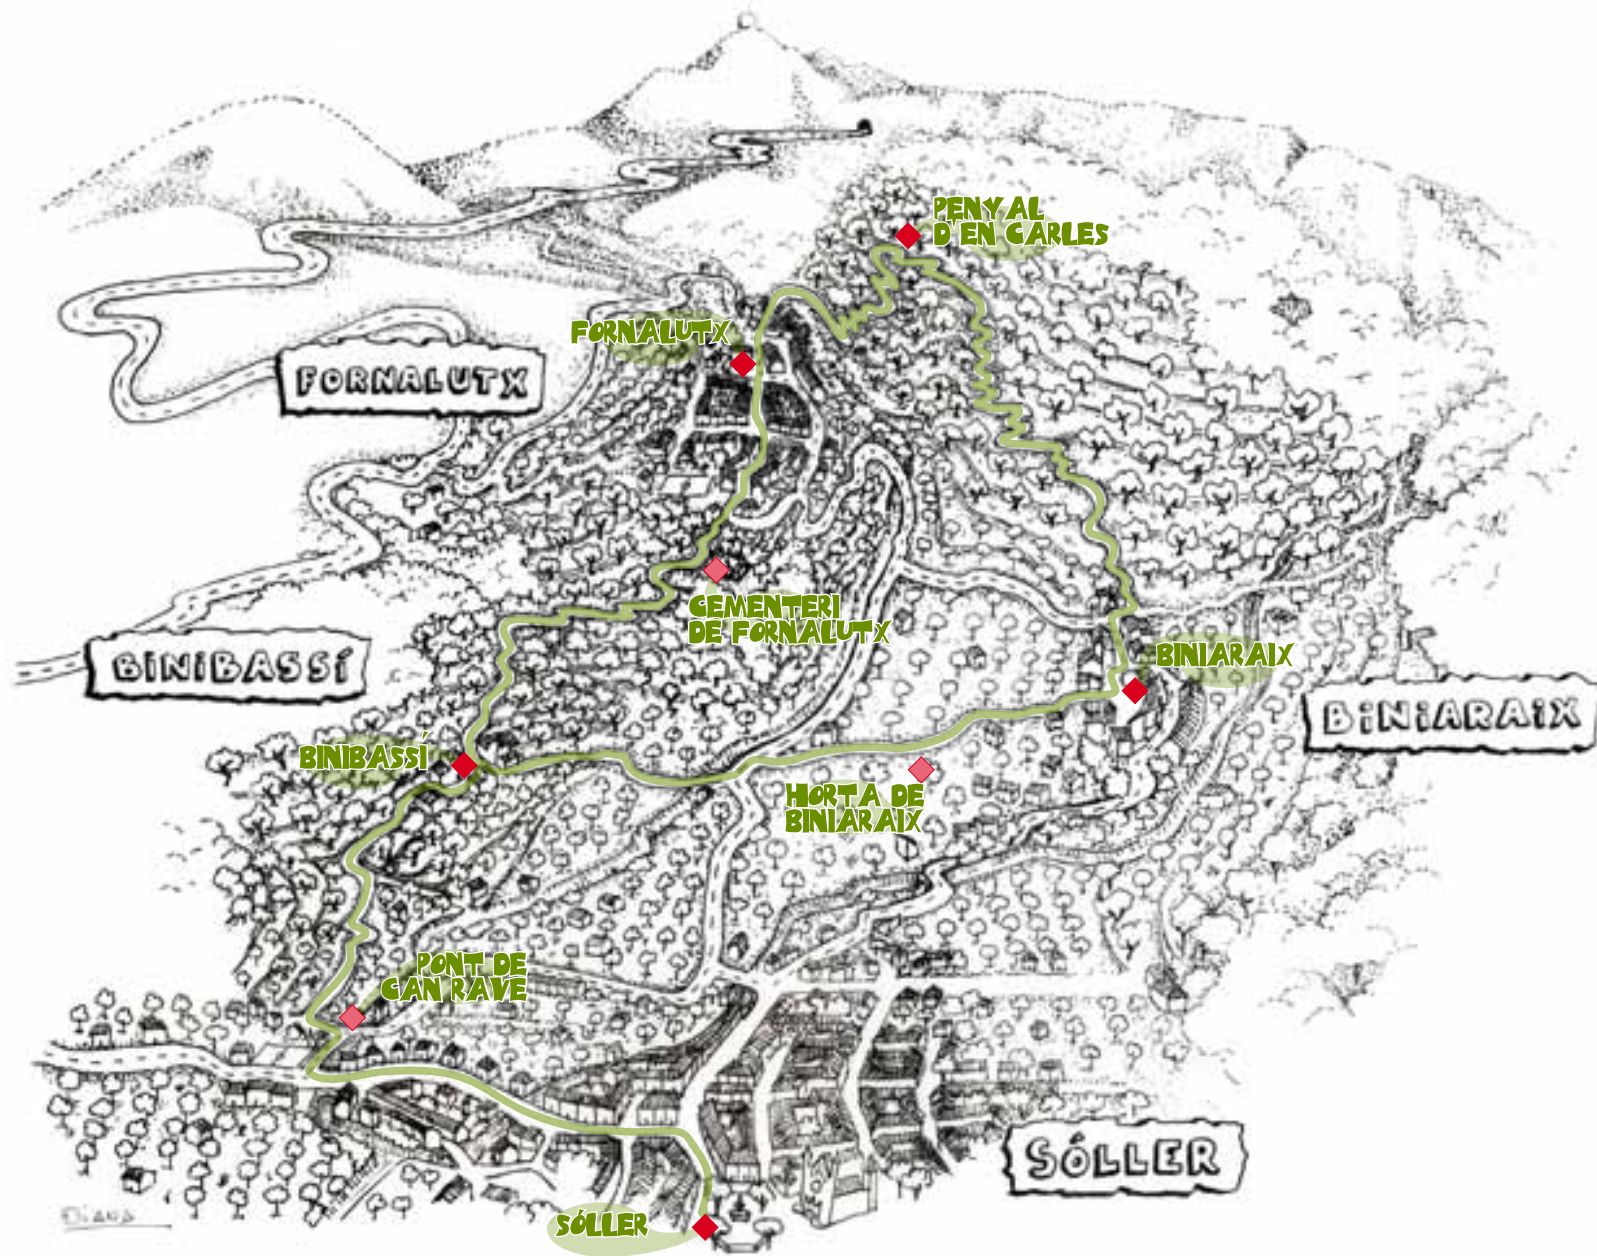 PENYAL
D'EN CARLES
FORNALUTX
FORNALUTX
CEMENTERI
DE FORNALUTX
BINIBASSÍ
BINIARAIX
BINIARAIX
BINIBASSÍ
HORTA DE
BINIARAIX
PONT DE
CAN RAVE
SÓLLER
DIANA
SÓLLER